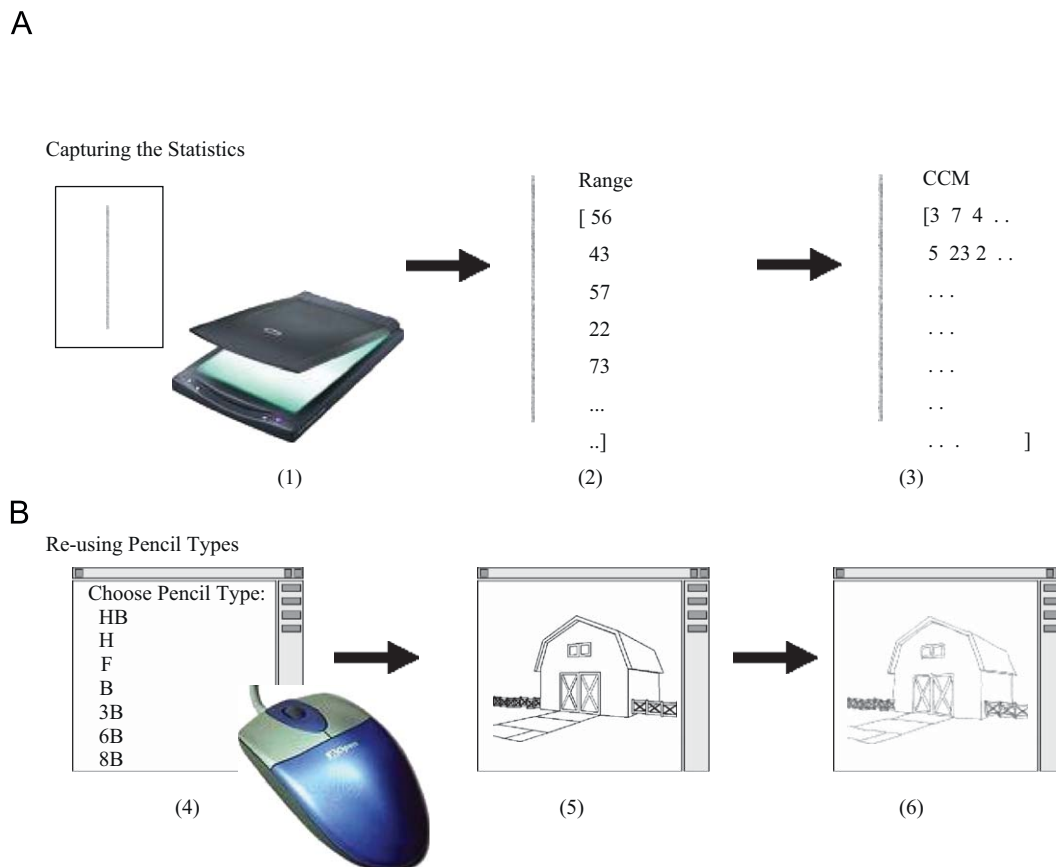 A
Capturing the Statistics
Range
[ 56
43
57
22
73
...
..]
CCM
[3 7 4 . .
5 23 2 . .
. . .
. . .
. . .
. .
. . . ]
(1)
(2)
(3)
B
Re-using Pencil Types
Choose Pencil Type:
HB
H
F
B
3B
6B
8B
(4)
(5)
(6)